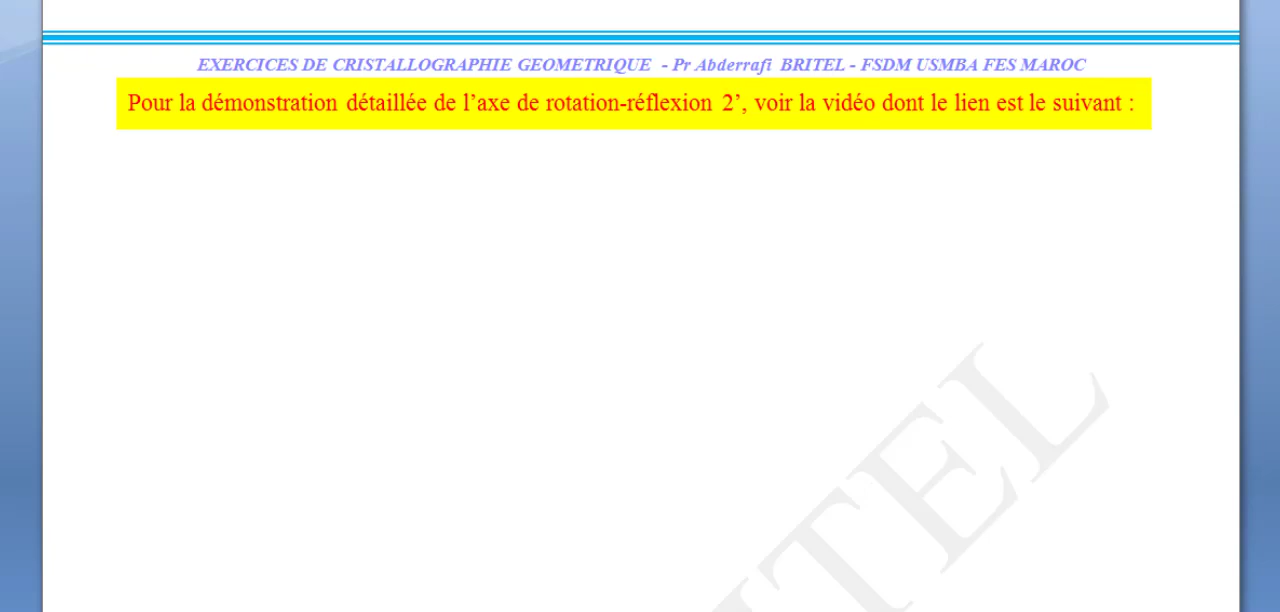 EXERCICES DE CRISTALLOGRAPHIE GEOMETRIQUE - Pr Abderrafi BRITEL - FSDM USMBA FES MAROC
Pour la démonstration détaillée de l’axe de rotation-réflexion 2’, voir la vidéo dont le lien est le suivant :
ITEL